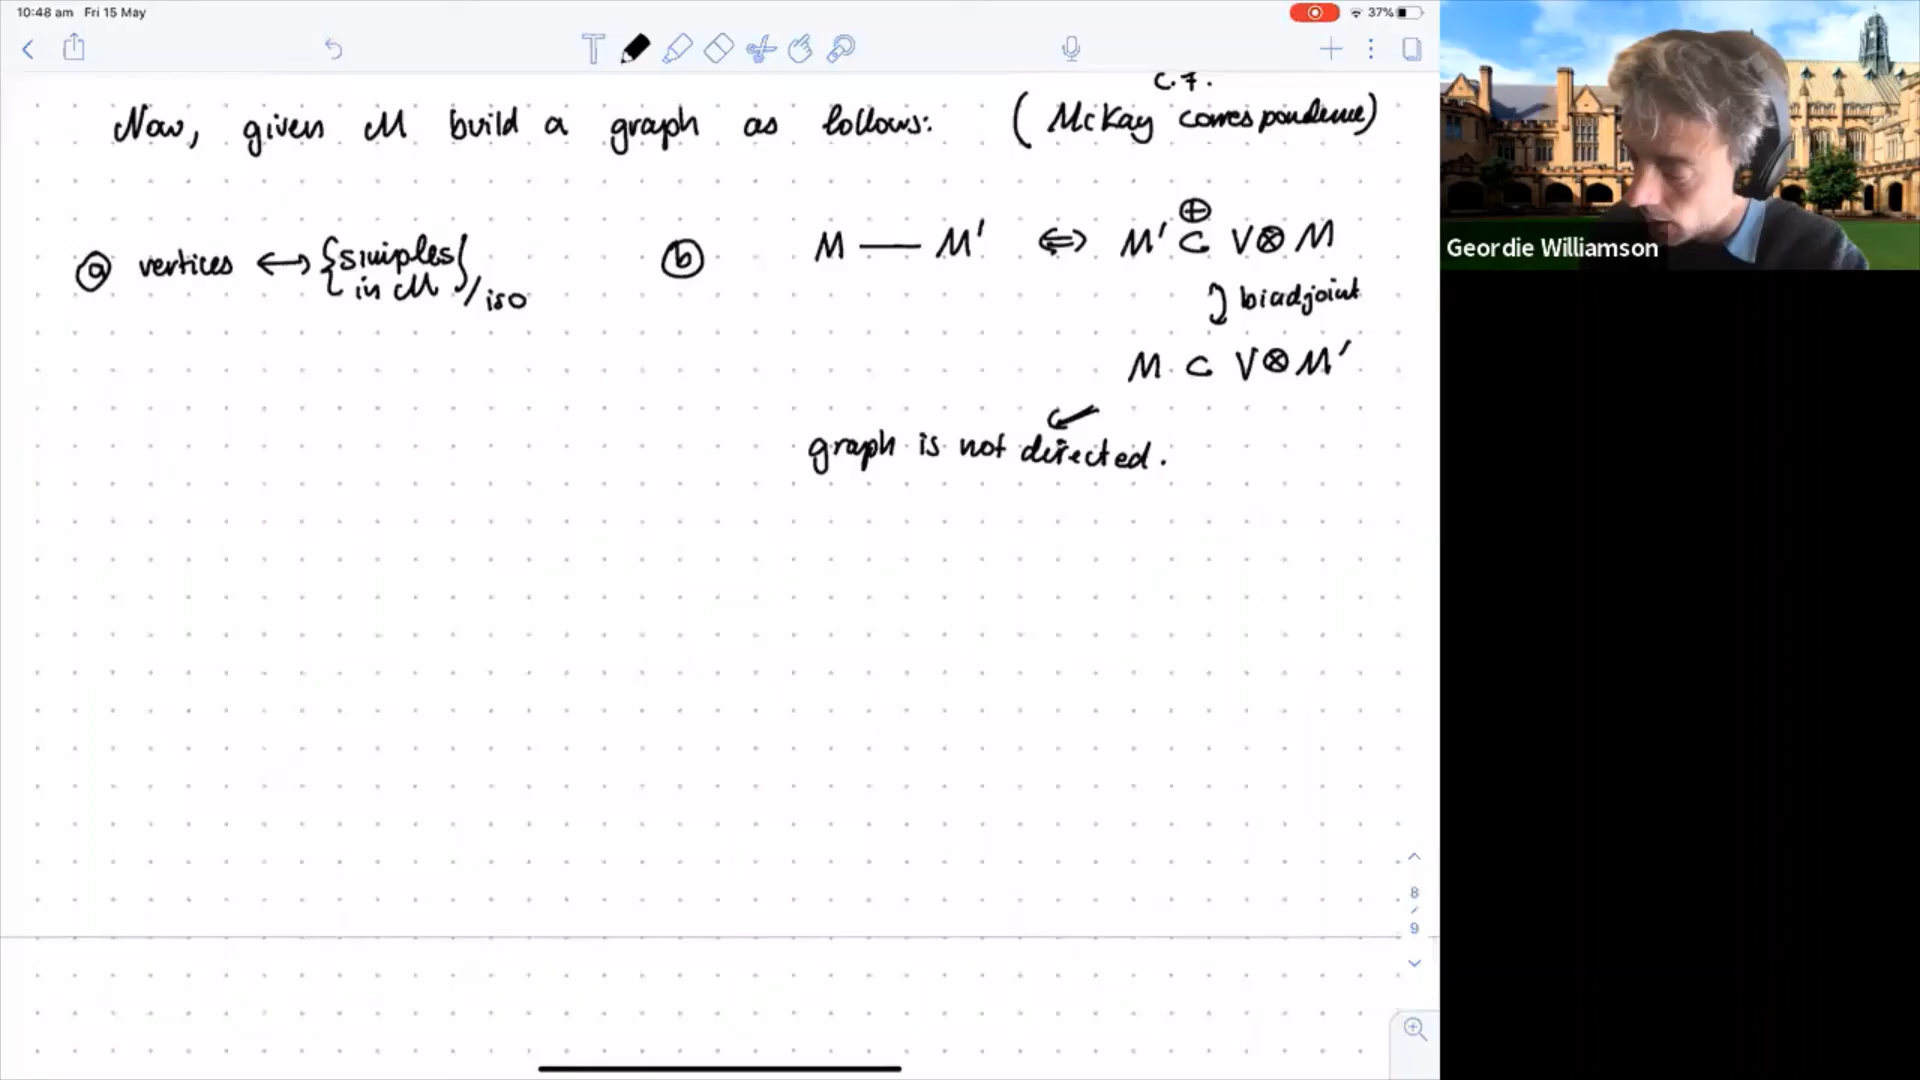 10:48 am Fri 15 May
37%
c.f.
Now, given M build a graph as follows: (McKay correspondence)
ⓐ vertices ↔ {simples in M}/iso
ⓑ M — M' ⇔ M' ⊂⊕ V⊗M
biadjoint
M ⊂ V⊗M'
graph is not directed.
Geordie Williamson
8
/
9